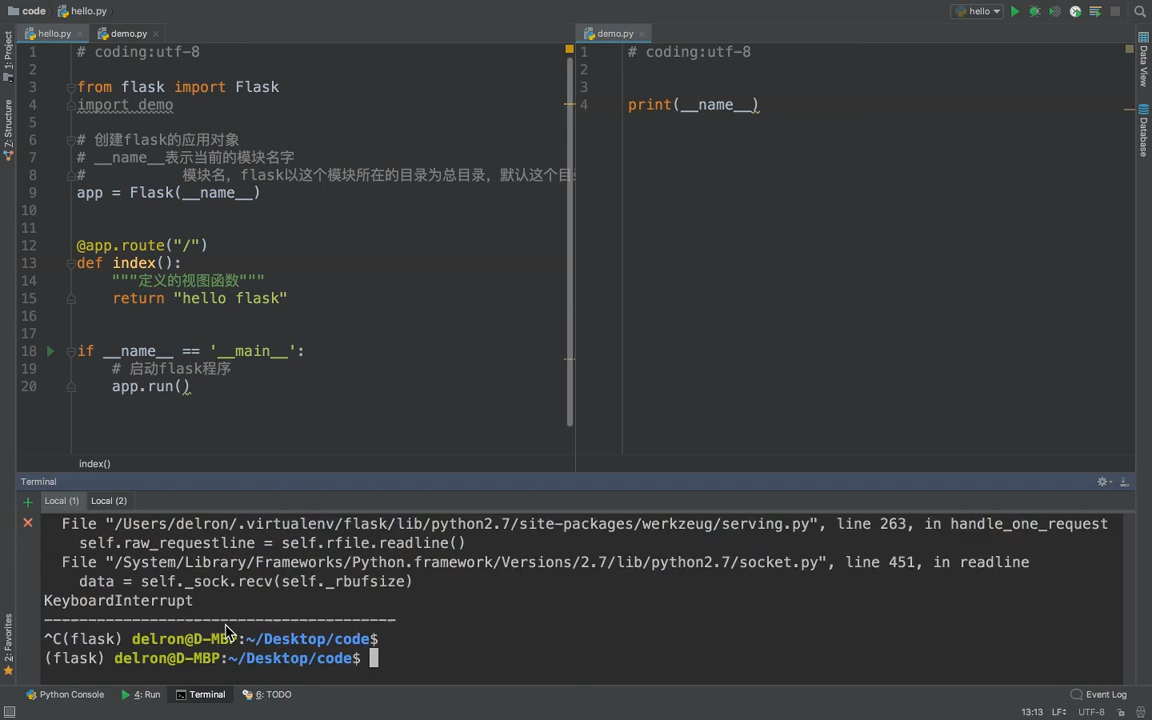 code hello.py
hello
hello.py demo.py
demo.py
1 # coding:utf-8
2
3 from flask import Flask
4 import demo
5
6 # 创建flask的应用对象
7 # __name__表示当前的模块名字
8 # 模块名，flask以这个模块所在的目录为总目录，默认这个目
9 app = Flask(__name__)
10
11
12 @app.route("/")
13 def index():
14 """定义的视图函数"""
15 return "hello flask"
16
17
18 if __name__ == '__main__':
19 # 启动flask程序
20 app.run()
index()
1 # coding:utf-8
2
3
4 print(__name__)
1: Project
Z: Structure
2: Favorites
Data View
Database
Terminal
Local (1) Local (2)
File "/Users/delron/.virtualenv/flask/lib/python2.7/site-packages/werkzeug/serving.py", line 263, in handle_one_request
self.raw_requestline = self.rfile.readline()
File "/System/Library/Frameworks/Python.framework/Versions/2.7/lib/python2.7/socket.py", line 451, in readline
data = self._sock.recv(self._rbufsize)
KeyboardInterrupt
----------------------------------------
^C(flask) delron@D-MBP:~/Desktop/code$
(flask) delron@D-MBP:~/Desktop/code$
Python Console 4: Run Terminal 6: TODO Event Log
13:13 LF UTF-8